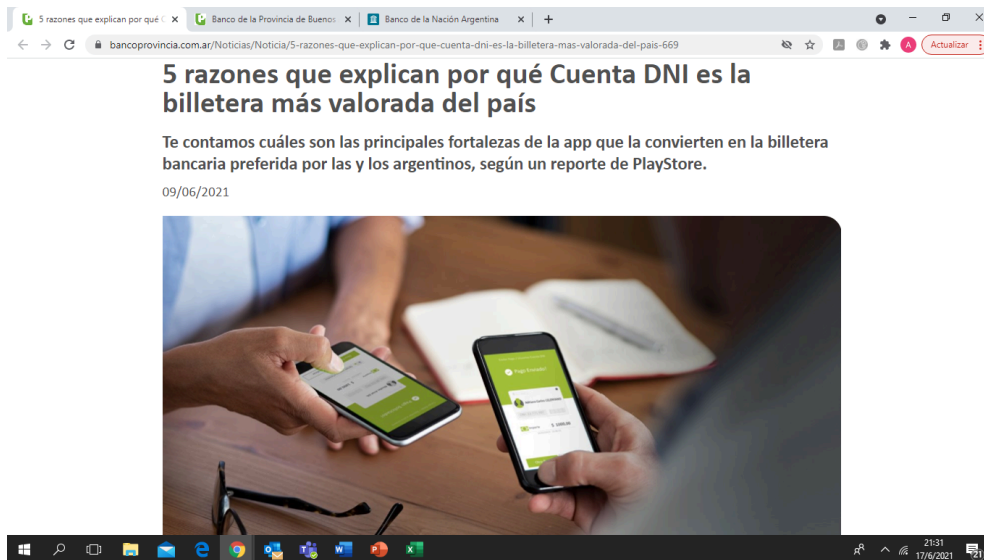 5 razones que explican por qué C
Banco de la Provincia de Buenos
Banco de la Nación Argentina
bancoprovincia.com.ar/Noticias/Noticia/5-razones-que-explican-por-que-cuenta-dni-es-la-billetera-mas-valorada-del-pais-669
A
Actualizar
5 razones que explican por qué Cuenta DNI es la
billetera más valorada del país
Te contamos cuáles son las principales fortalezas de la app que la convierten en la billetera
bancaria preferida por las y los argentinos, según un reporte de PlayStore.
09/06/2021
21:31
17/6/2021
21